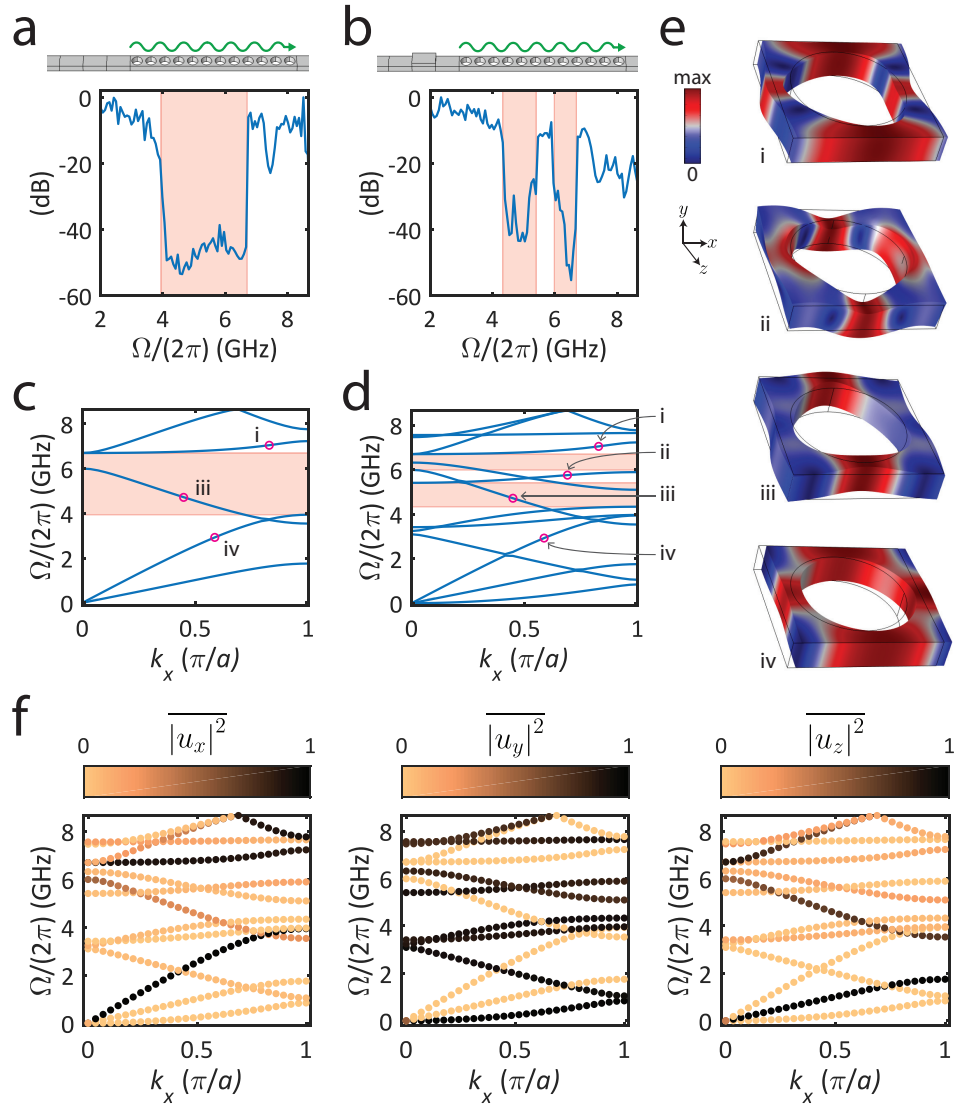 a
b
e
max
0
0
-20
-40
-60
(dB)
2
4
6
8
Ω/(2π) (GHz)
0
-20
-40
-60
(dB)
2
4
6
8
Ω/(2π) (GHz)
y
x
z
i
ii
iii
iv
c
8
6
4
2
0
Ω/(2π) (GHz)
i
iii
iv
0
0.5
1
k_x (π/a)
d
8
6
4
2
0
Ω/(2π) (GHz)
i
ii
iii
iv
0
0.5
1
k_x (π/a)
f
0
|u_x|²
1
0
|u_y|²
1
0
|u_z|²
1
8
6
4
2
0
Ω/(2π) (GHz)
0
0.5
1
k_x (π/a)
8
6
4
2
0
Ω/(2π) (GHz)
0
0.5
1
k_x (π/a)
8
6
4
2
0
Ω/(2π) (GHz)
0
0.5
1
k_x (π/a)